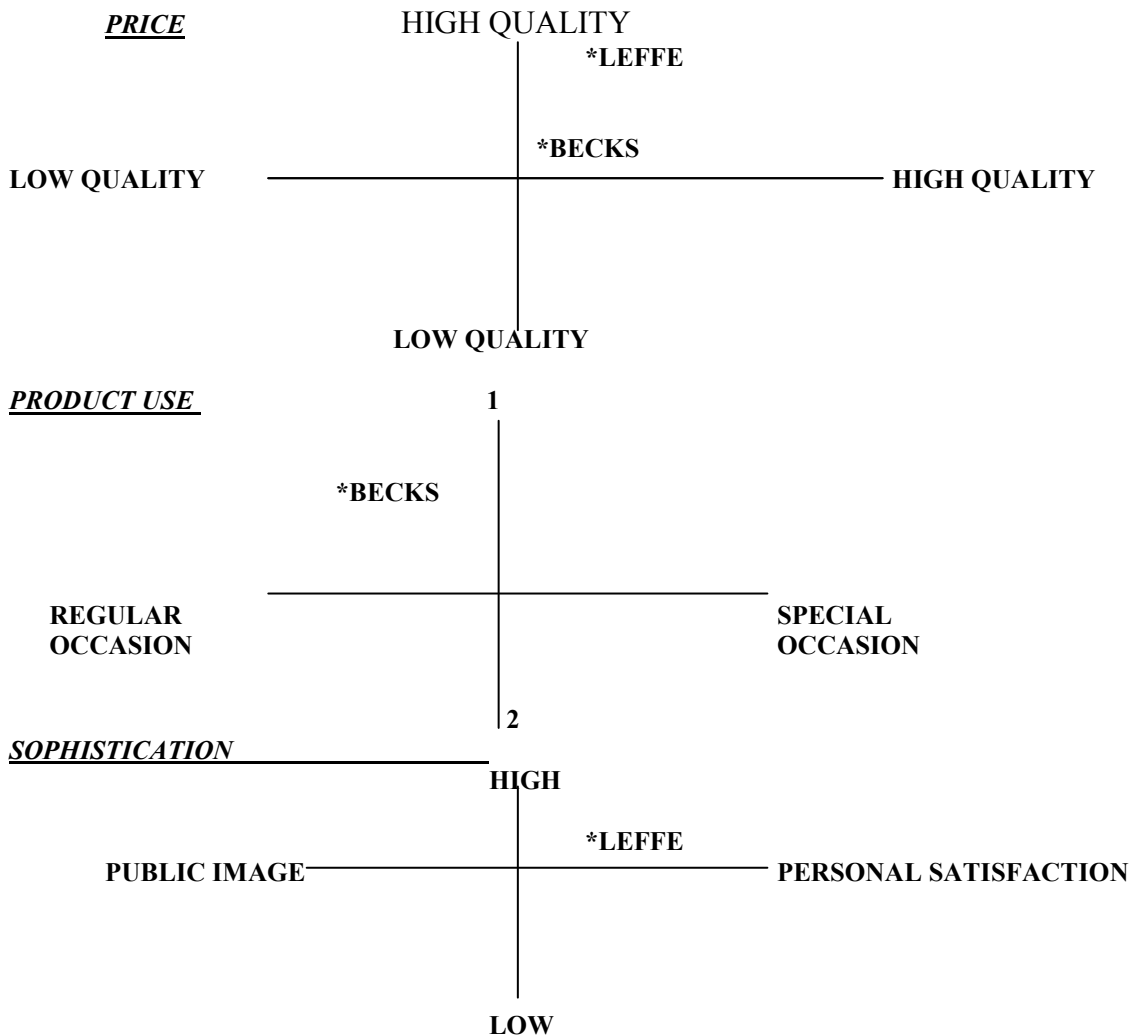 PRICE HIGH QUALITY
*LEFFE
*BECKS
LOW QUALITY HIGH QUALITY
LOW QUALITY
PRODUCT USE 1
*BECKS
REGULAR OCCASION
SPECIAL OCCASION
2
SOPHISTICATION
HIGH
*LEFFE
PUBLIC IMAGE PERSONAL SATISFACTION
LOW